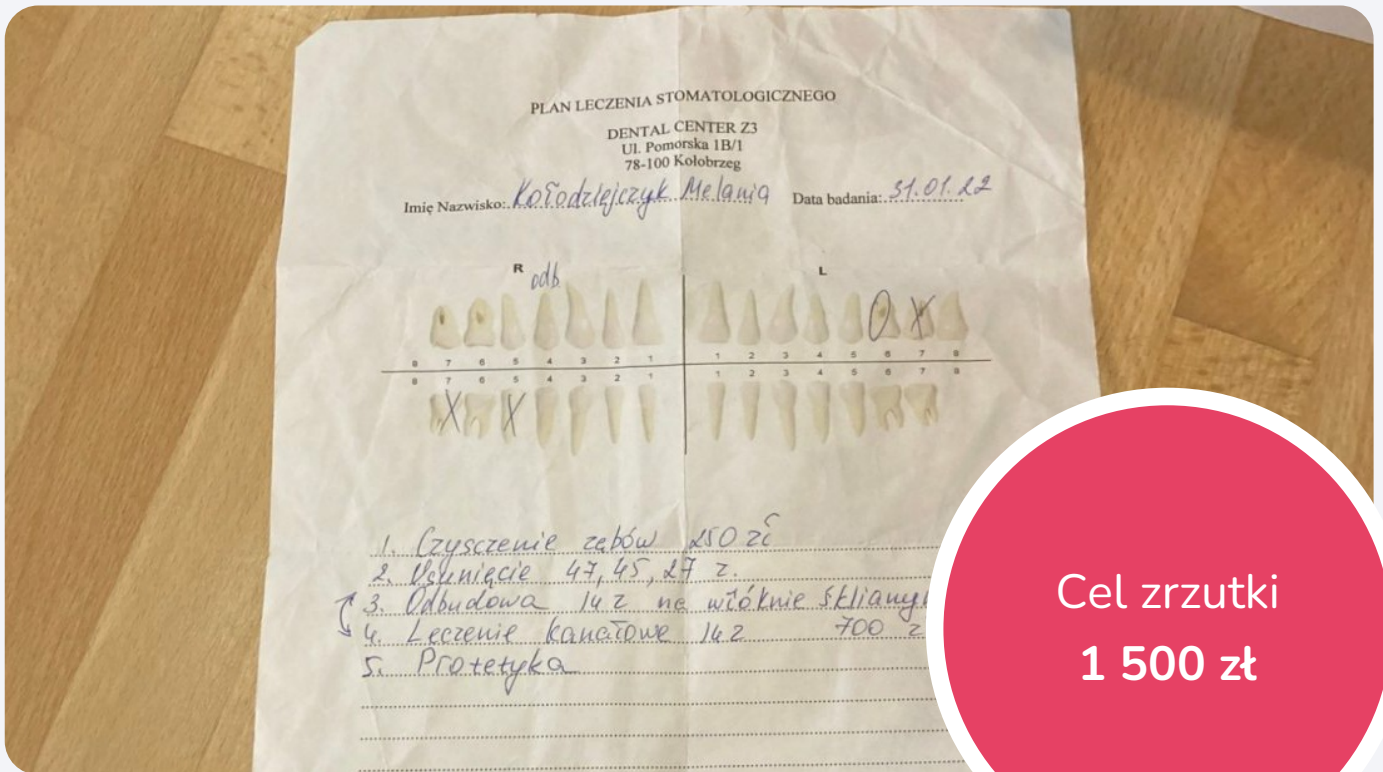 PLAN LECZENIA STOMATOLOGICZNEGO
DENTAL CENTER Z3
Ul. Pomorska 1B/1
78-100 Kołobrzeg
Imię Nazwisko: Kołodziejczyk Melania Data badania: 31.01.22
R odb. L
8 7 6 5 4 3 2 1 1 2 3 4 5 6 7 8
8 7 6 5 4 3 2 1 1 2 3 4 5 6 7 8
1. Czysczenie zębów 250 zł
2. Usunięcie 47, 45, 27 z.
3. Odbudowa 14 z na włóknie
4. Leczenie kanałowe 14 z 700 z
5. Protetyka
Cel zrzutki
1 500 zł